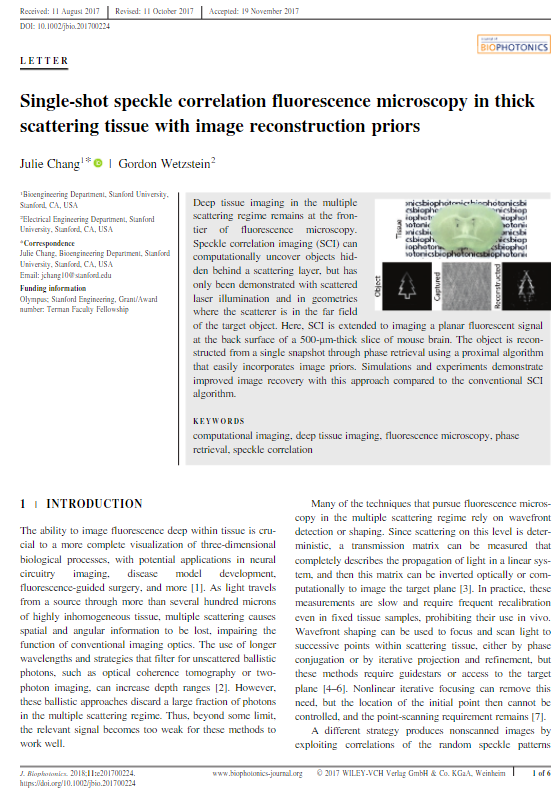 Received: 11 August 2017 | Revised: 11 October 2017 | Accepted: 19 November 2017
DOI: 10.1002/jbio.201700224
Journal of
BIOPHOTONICS
LETTER
Single-shot speckle correlation fluorescence microscopy in thick
scattering tissue with image reconstruction priors
Julie Chang1* | Gordon Wetzstein2
1Bioengineering Department, Stanford University,
Stanford, CA, USA
2Electrical Engineering Department, Stanford
University, Stanford, CA, USA
*Correspondence
Julie Chang, Bioengineering Department, Stanford
University, Stanford, CA, USA
Email: jchang10@stanford.edu
Funding information
Olympus; Stanford Engineering, Grant/Award
number: Terman Faculty Fellowship
Deep tissue imaging in the multiple
scattering regime remains at the fron-
tier of fluorescence microscopy.
Speckle correlation imaging (SCI) can
computationally uncover objects hid-
den behind a scattering layer, but has
only been demonstrated with scattered
laser illumination and in geometries
where the scatterer is in the far field
of the target object. Here, SCI is extended to imaging a planar fluorescent signal
at the back surface of a 500-μm-thick slice of mouse brain. The object is recon-
structed from a single snapshot through phase retrieval using a proximal algorithm
that easily incorporates image priors. Simulations and experiments demonstrate
improved image recovery with this approach compared to the conventional SCI
algorithm.
Tissue
Object
Captured
Reconstructed
KEYWORDS
computational imaging, deep tissue imaging, fluorescence microscopy, phase
retrieval, speckle correlation
1 | INTRODUCTION
The ability to image fluorescence deep within tissue is cru-
cial to a more complete visualization of three-dimensional
biological processes, with potential applications in neural
circuitry imaging, disease model development,
fluorescence-guided surgery, and more [1]. As light travels
from a source through more than several hundred microns
of highly inhomogeneous tissue, multiple scattering causes
spatial and angular information to be lost, impairing the
function of conventional imaging optics. The use of longer
wavelengths and strategies that filter for unscattered ballistic
photons, such as optical coherence tomography or two-
photon imaging, can increase depth ranges [2]. However,
these ballistic approaches discard a large fraction of photons
in the multiple scattering regime. Thus, beyond some limit,
the relevant signal becomes too weak for these methods to
work well.
Many of the techniques that pursue fluorescence micros-
copy in the multiple scattering regime rely on wavefront
detection or shaping. Since scattering on this level is deter-
ministic, a transmission matrix can be measured that
completely describes the propagation of light in a linear sys-
tem, and then this matrix can be inverted optically or com-
putationally to image the target plane [3]. In practice, these
measurements are slow and require frequent recalibration
even in fixed tissue samples, prohibiting their use in vivo.
Wavefront shaping can be used to focus and scan light to
successive points within scattering tissue, either by phase
conjugation or by iterative projection and refinement, but
these methods require guidestars or access to the target
plane [4–6]. Nonlinear iterative focusing can remove this
need, but the location of the initial point then cannot be
controlled, and the point-scanning requirement remains [7].
A different strategy produces nonscanned images by
exploiting correlations of the random speckle patterns
J. Biophotonics. 2018;11:e201700224.
https://doi.org/10.1002/jbio.201700224
www.biophotonics-journal.org
© 2017 WILEY-VCH Verlag GmbH & Co. KGaA, Weinheim
1 of 6